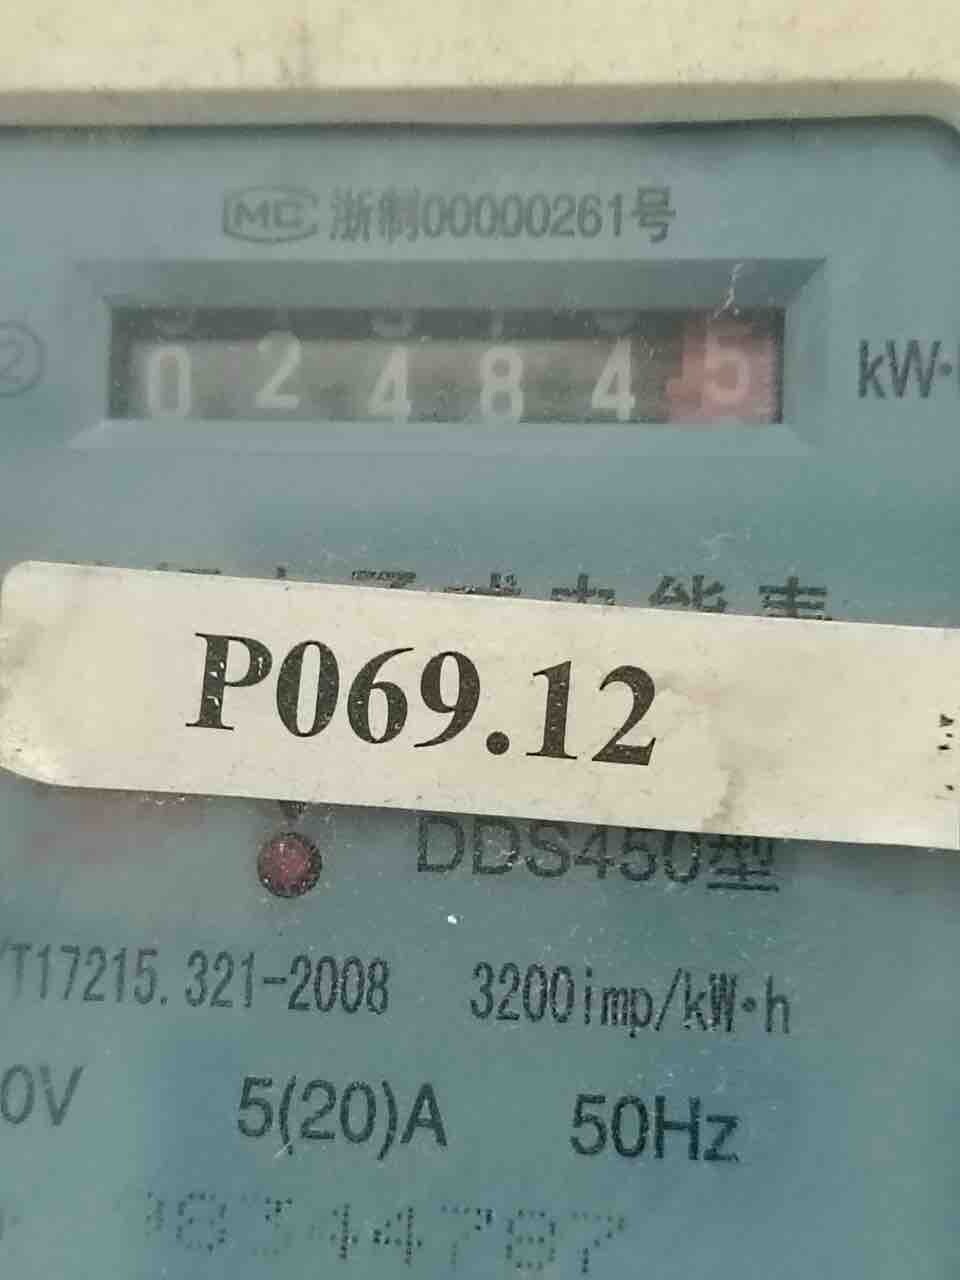 MC 浙制00000261号
② kW·
0 2 4 8 4 5
P069.12
DDS450型
/T17215.321-2008 3200imp/kW·h
0V 5(20)A 50Hz